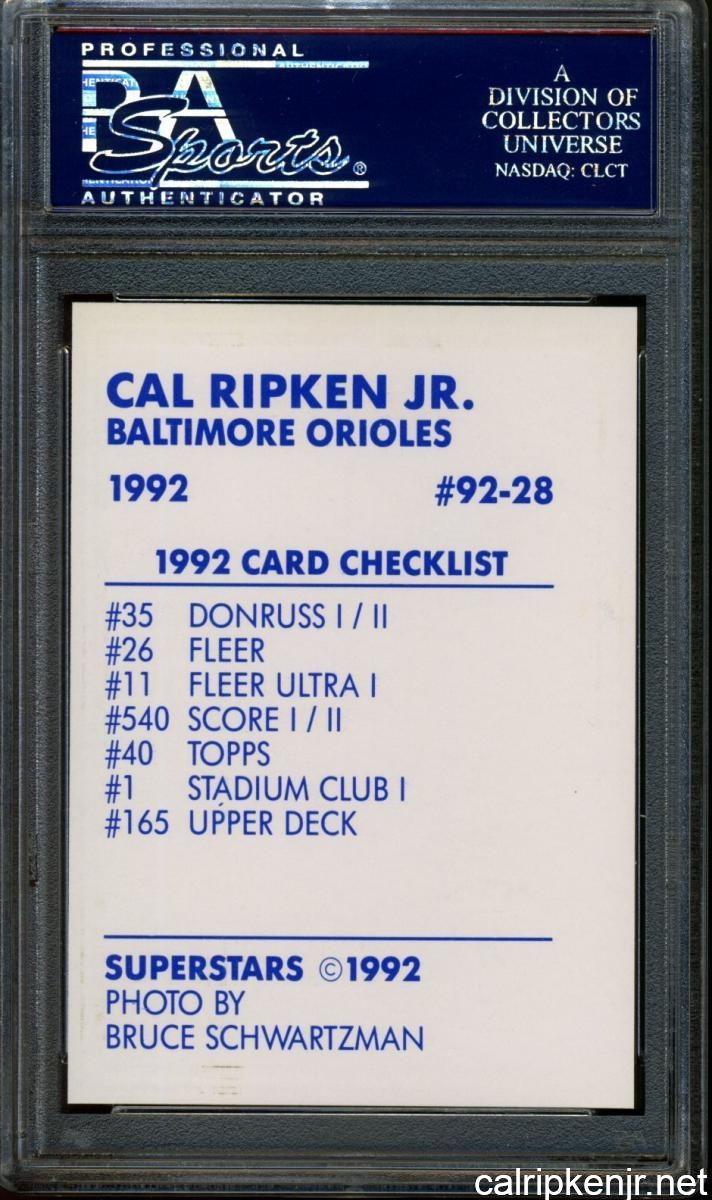 PROFESSIONAL
PSA
Sports®
AUTHENTICATOR
A
DIVISION OF
COLLECTORS
UNIVERSE
NASDAQ: CLCT
CAL RIPKEN JR.
BALTIMORE ORIOLES
1992 #92-28
1992 CARD CHECKLIST
#35 DONRUSS I / II
#26 FLEER
#11 FLEER ULTRA I
#540 SCORE I / II
#40 TOPPS
#1 STADIUM CLUB I
#165 UPPER DECK
SUPERSTARS ©1992
PHOTO BY
BRUCE SCHWARTZMAN
calripkenjr.net